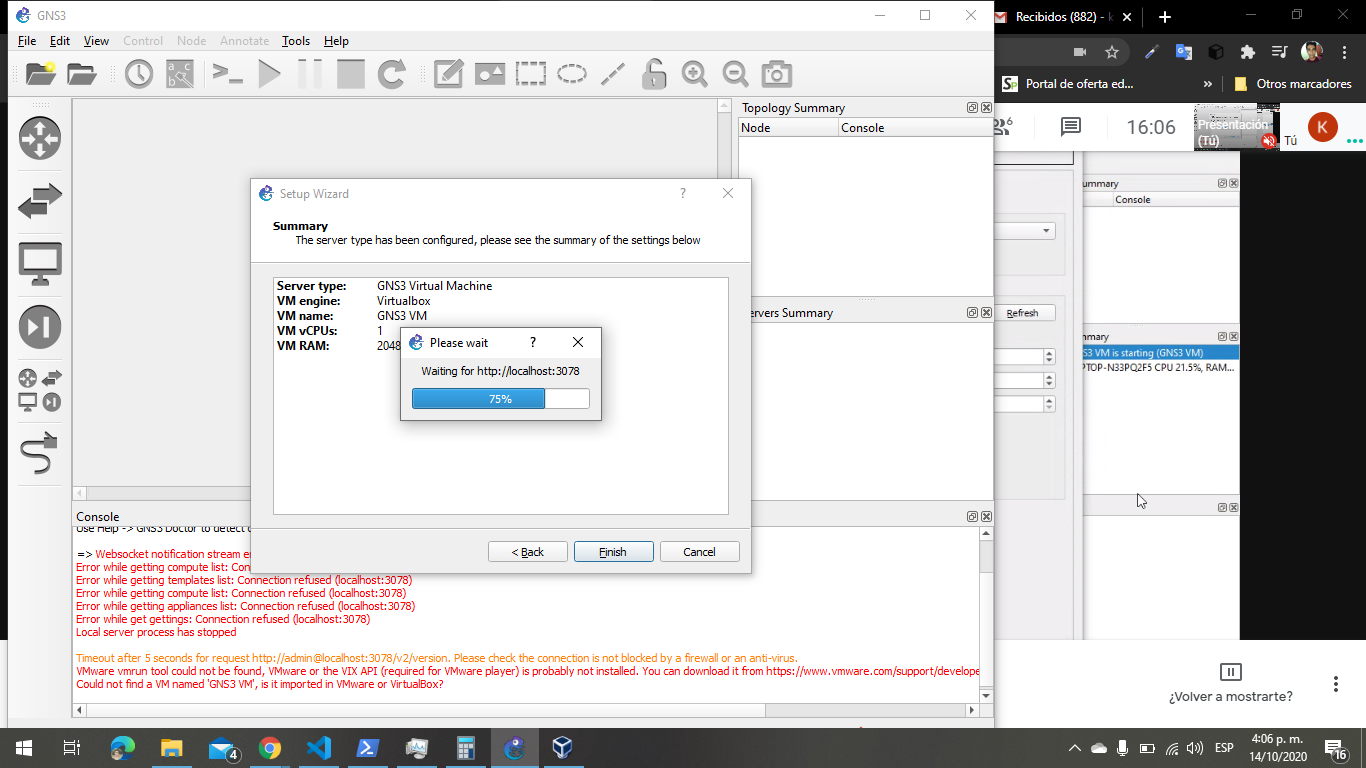 GNS3
File Edit View Control Node Annotate Tools Help
Topology Summary
Node Console
Setup Wizard
Summary
The server type has been configured, please see the summary of the settings below
Server type: GNS3 Virtual Machine
VM engine: Virtualbox
VM name: GNS3 VM
VM vCPUs: 1
VM RAM: 2048
Please wait
Waiting for http://localhost:3078
75%
< Back Finish Cancel
ervers Summary
Console
Use Help -> GNS3 Doctor to detect
=> Websocket notification stream
Error while getting compute list: Con
Error while getting templates list: Connection refused (localhost:3078)
Error while getting compute list: Connection refused (localhost:3078)
Error while getting appliances list: Connection refused (localhost:3078)
Error while get gettings: Connection refused (localhost:3078)
Local server process has stopped
Timeout after 5 seconds for request http://admin@localhost:3078/v2/version. Please check the connection is not blocked by a firewall or an anti-virus.
VMware vmrun tool could not be found, VMware or the VIX API (required for VMware player) is probably not installed. You can download it from https://www.vmware.com/support/develope
Could not find a VM named 'GNS3 VM', is it imported in VMware or VirtualBox?
Recibidos (882) - k
Portal de oferta ed... » Otros marcadores
6 16:06 Presentación (Tú) Tú K
ummary
Console
Refresh
mmary
S3 VM is starting (GNS3 VM)
PTOP-N33PQ2F5 CPU 21.5%, RAM...
¿Volver a mostrarte?
4 ESP 4:06 p. m. 16
14/10/2020